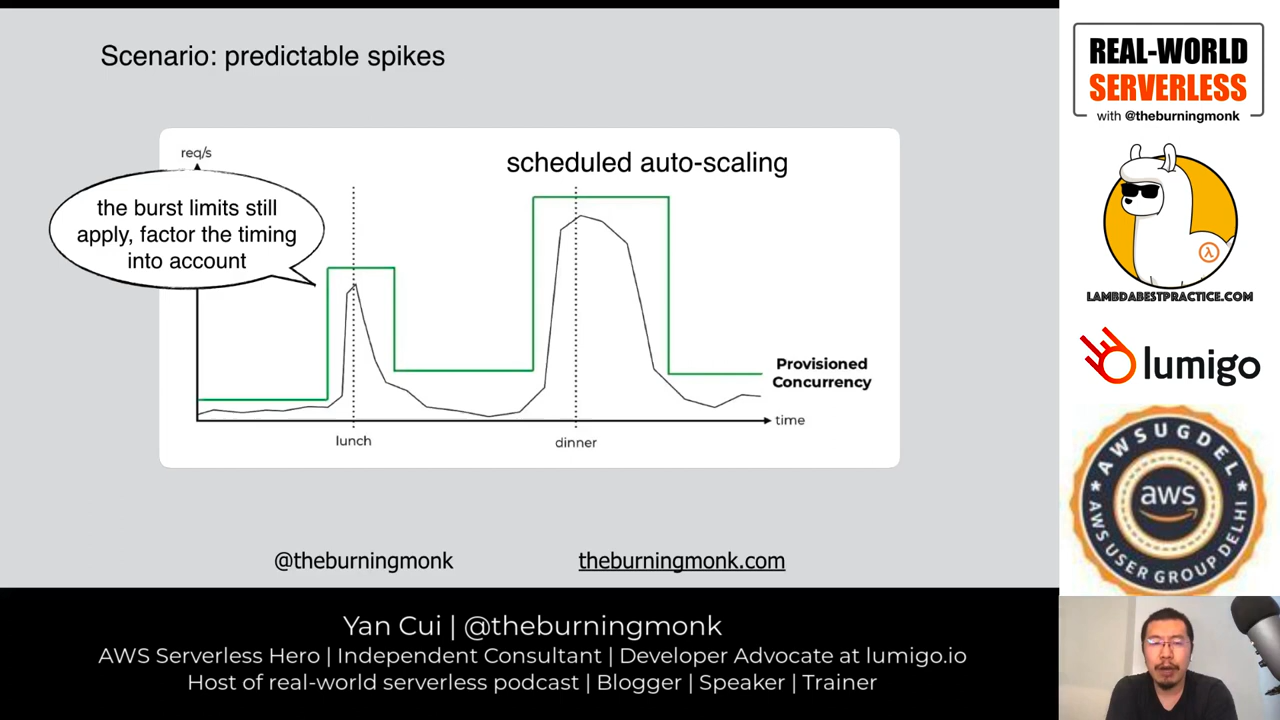 Scenario: predictable spikes
req/s
scheduled auto-scaling
the burst limits still
apply, factor the timing
into account
Provisioned
Concurrency
time
lunch
dinner
@theburningmonk
theburningmonk.com
Yan Cui | @theburningmonk
AWS Serverless Hero | Independent Consultant | Developer Advocate at lumigo.io
Host of real-world serverless podcast | Blogger | Speaker | Trainer
REAL-WORLD
SERVERLESS
with @theburningmonk
λ
LAMBDABESTPRACTICE.COM
lumigo
AWSUGDEL
aws
AWS USER GROUP DELHI